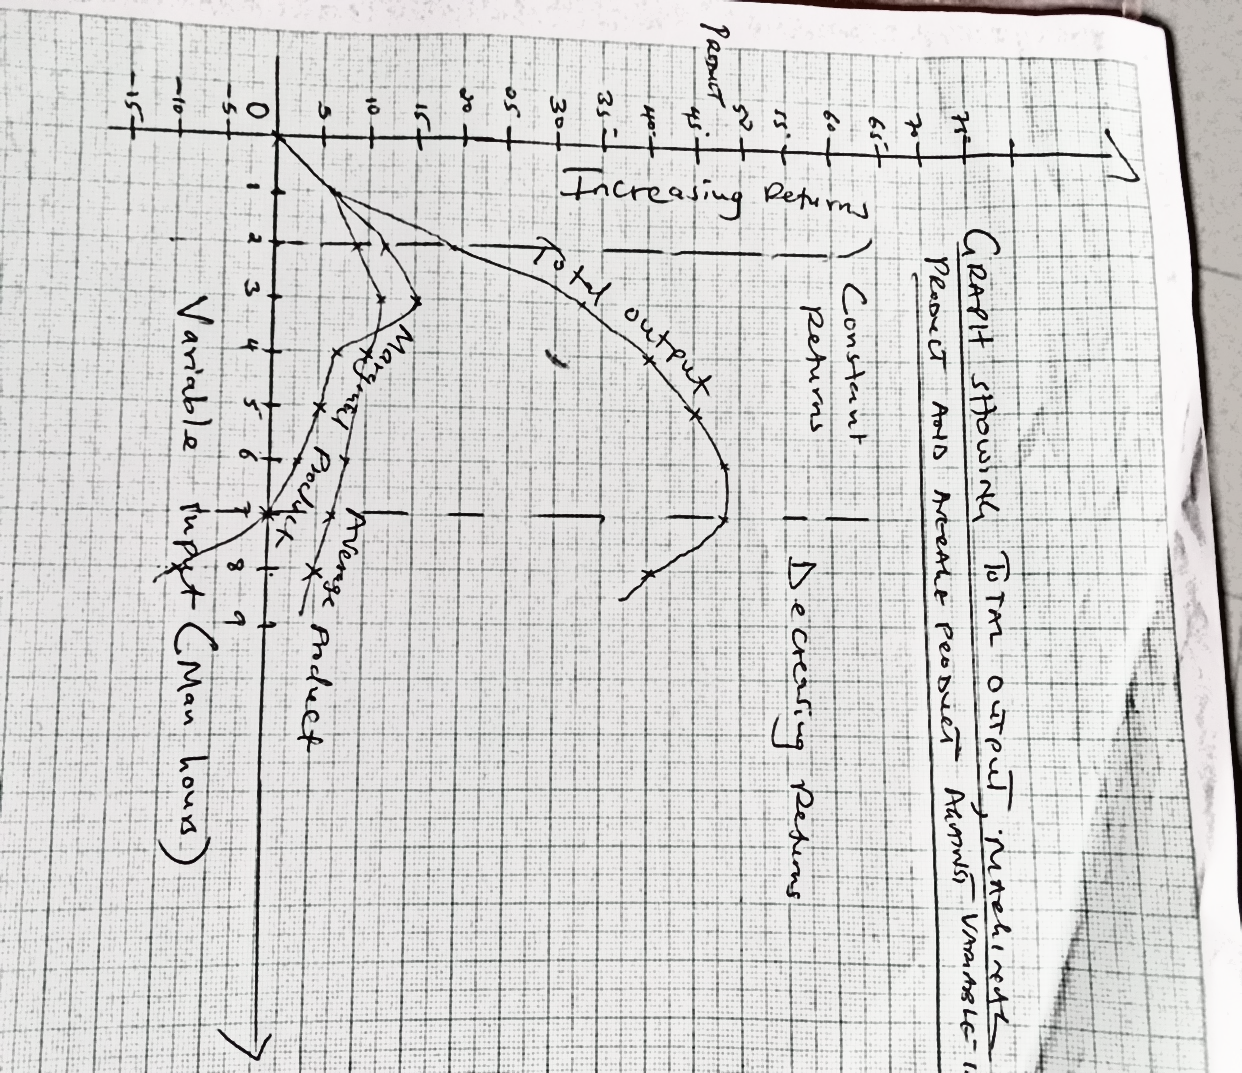 GRAPH SHOWING TOTAL OUTPUT, MARGINAL
PRODUCT AND AVERAGE PRODUCT AGAINST VARIABLE
Increasing Returns
Constant
Returns
Decreasing Returns
PRODUCT
75
70
65
60
55
50
45
40
35
30
25
20
15
10
5
0
-5
-10
-15
1 2 3 4 5 6 7 8 9
Total output
Marginal Product
Average Product
Variable Input (Man hours)